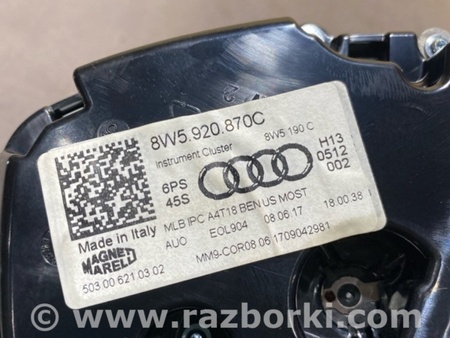 8W5.920.870C
Instrument Cluster
8W5 190 C
6PS
45S
H13
0512
002
Made in Italy
MLB IPC A4T18 BEN US MOST
AUO EOL904 08.06.17 18.00.38
MAGNETI
MARELLI
MM9-COR08 06 1709042981
503.00.621.03.02
© www.razborki.com/